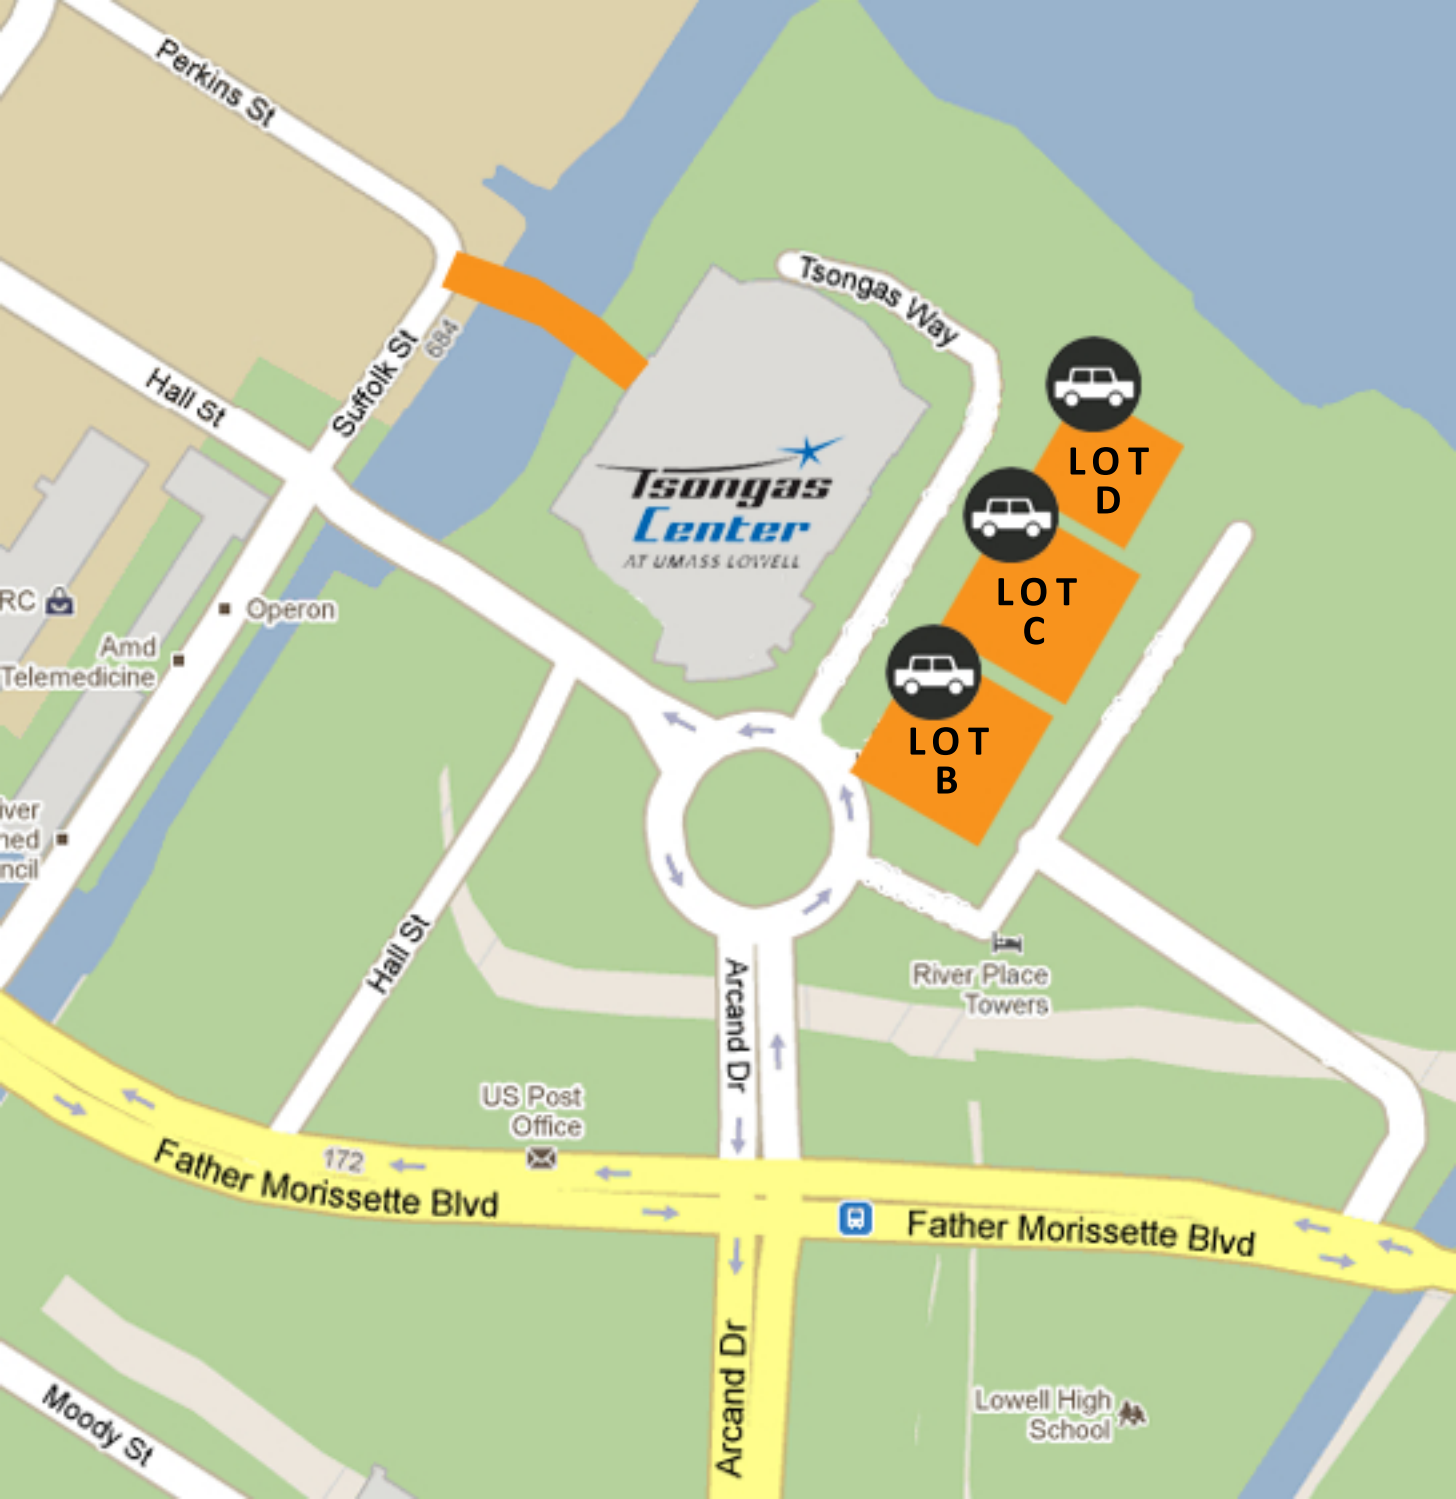 Perkins St
Tsongas Way
684
Suffolk St
Hall St
LOT
D
Tsongas
Center
AT UMASS LOWELL
LOT
C
RC
Operon
Amd
Telemedicine
LOT
B
iver
ned
ncil
Hall St
Arcand Dr
River Place
Towers
US Post
Office
172
Father Morissette Blvd
Father Morissette Blvd
Arcand Dr
Lowell High
School
Moody St